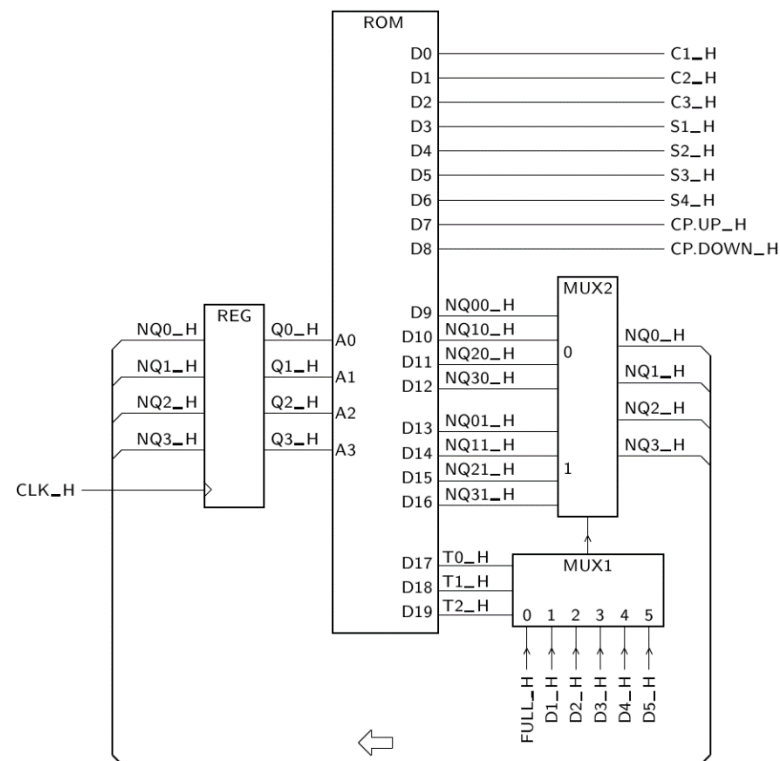 ROM
D0 C1_H
D1 C2_H
D2 C3_H
D3 S1_H
D4 S2_H
D5 S3_H
D6 S4_H
D7 CP.UP_H
D8 CP.DOWN_H
MUX2
REG
D9 NQ00_H
NQ0_H Q0_H A0 D10 NQ10_H 0 NQ0_H
D11 NQ20_H
NQ1_H Q1_H A1 D12 NQ30_H NQ1_H
NQ2_H Q2_H A2 D13 NQ01_H NQ2_H
NQ3_H Q3_H A3 D14 NQ11_H NQ3_H
D15 NQ21_H 1
CLK_H D16 NQ31_H
D17 T0_H MUX1
D18 T1_H
D19 T2_H 0 1 2 3 4 5
FULL_H
D1_H
D2_H
D3_H
D4_H
D5_H